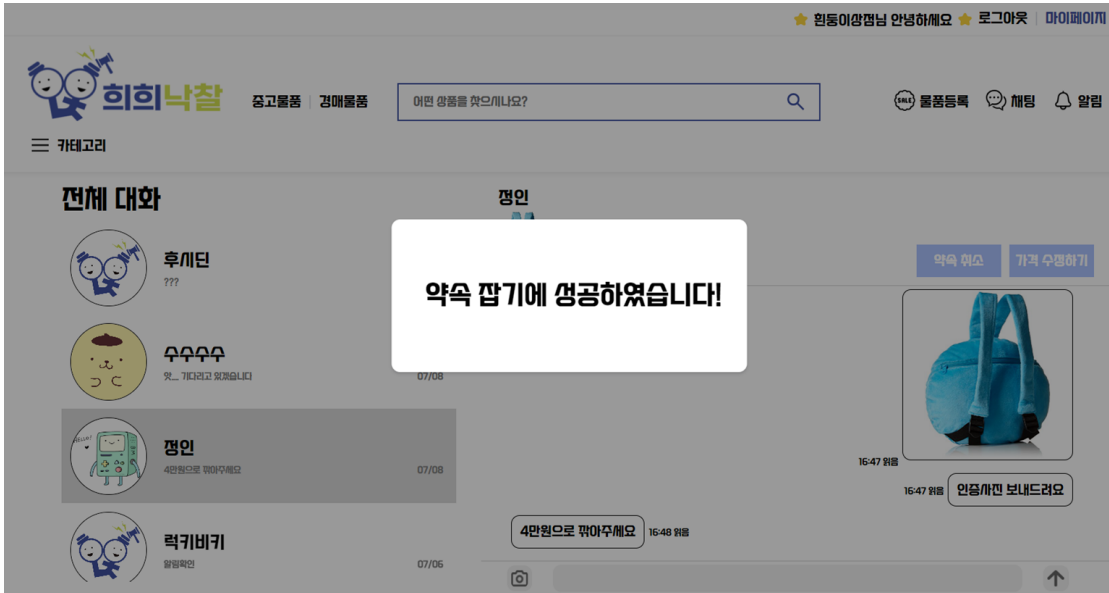 흰둥이상점님 안녕하세요 로그아웃 마이페이지
희희낙찰
중고물품 경매물품
어떤 상품을 찾으시나요?
SALE 물품등록 채팅 알림
카테고리
전체 대화
정인
후시딘
???
약속 취소 가격 수정하기
약속 잡기에 성공하였습니다!
수수수수
앗... 기다리고 있겠습니다
07/08
정인
4만원으로 깎아주세요
07/08
16:47 읽음
16:47 읽음 인증사진 보내드려요
럭키비키
알림확인
07/06
4만원으로 깎아주세요 16:48 읽음